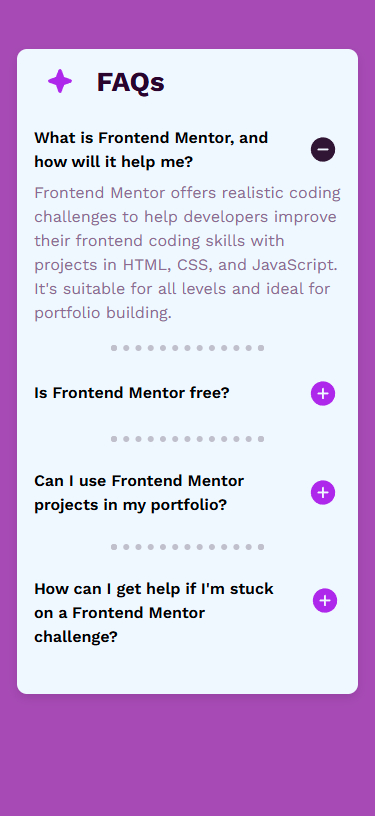 FAQs
What is Frontend Mentor, and
how will it help me?
Frontend Mentor offers realistic coding
challenges to help developers improve
their frontend coding skills with
projects in HTML, CSS, and JavaScript.
It's suitable for all levels and ideal for
portfolio building.
Is Frontend Mentor free?
Can I use Frontend Mentor
projects in my portfolio?
How can I get help if I'm stuck
on a Frontend Mentor
challenge?